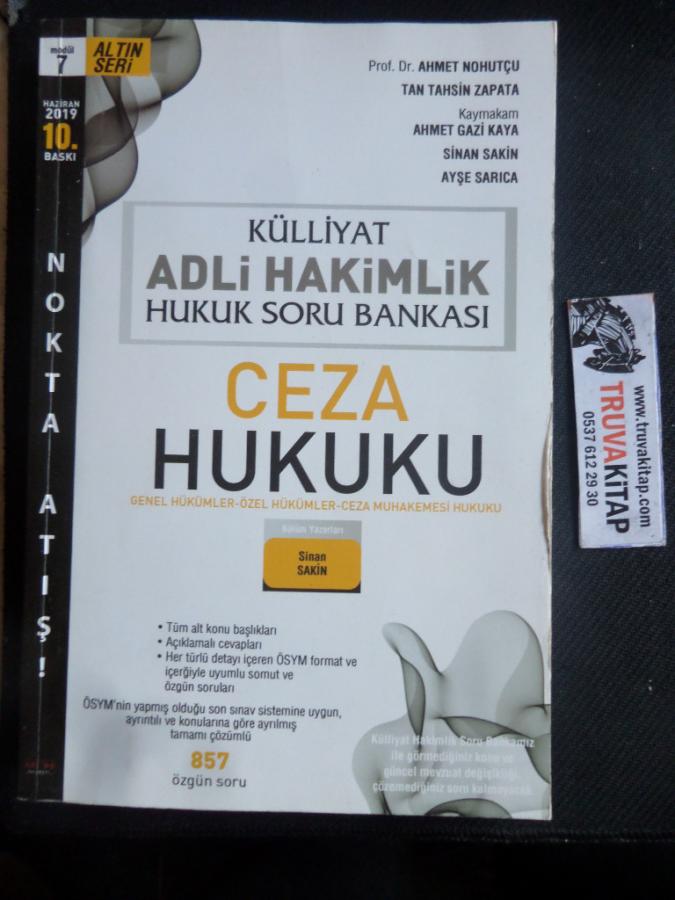 modül
7
ALTIN
SERİ
HAZİRAN
2019
10.
BASKI
NOKTA ATIŞ!
Prof. Dr. AHMET NOHUTÇU
TAN TAHSİN ZAPATA
Kaymakam
AHMET GAZİ KAYA
SİNAN SAKİN
AYŞE SARICA
KÜLLİYAT
ADLİ HAKİMLİK
HUKUK SORU BANKASI
CEZA
HUKUKU
GENEL HÜKÜMLER-ÖZEL HÜKÜMLER-CEZA MUHAKEMESİ HUKUKU
Bölüm Yazarları
Sinan
SAKİN
• Tüm alt konu başlıkları
• Açıklamalı cevapları
• Her türlü detayı içeren ÖSYM format ve
içerğiyle uyumlu somut ve
özgün soruları
ÖSYM'nin yapmış olduğu son sınav sistemine uygun,
ayrıntılı ve konularına göre ayrılmış
tamamı çözümlü
857
özgün soru
Külliyat Hakimlik Soru Bankamız
ile görmediğiniz konu ve
güncel mevzuat değişikliği,
çözemediğiniz soru kalmayacak
www.truvakitap.com
TRUVAKİTAP
0537 612 29 30